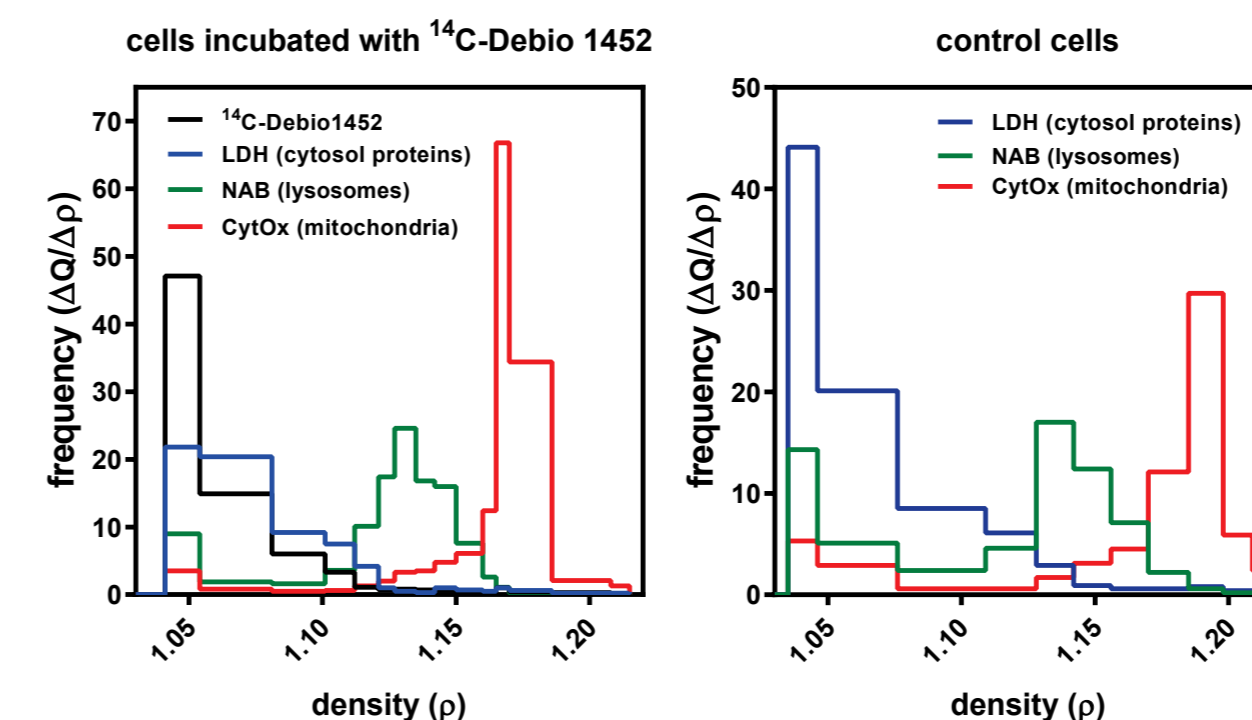 cells incubated with ¹⁴C-Debio 1452
frequency (ΔQ/Δρ)
70
60
50
40
30
20
10
0
¹⁴C-Debio1452
LDH (cytosol proteins)
NAB (lysosomes)
CytOx (mitochondria)
1.05
1.10
1.15
1.20
density (ρ)
control cells
frequency (ΔQ/Δρ)
50
40
30
20
10
0
LDH (cytosol proteins)
NAB (lysosomes)
CytOx (mitochondria)
1.05
1.10
1.15
1.20
density (ρ)